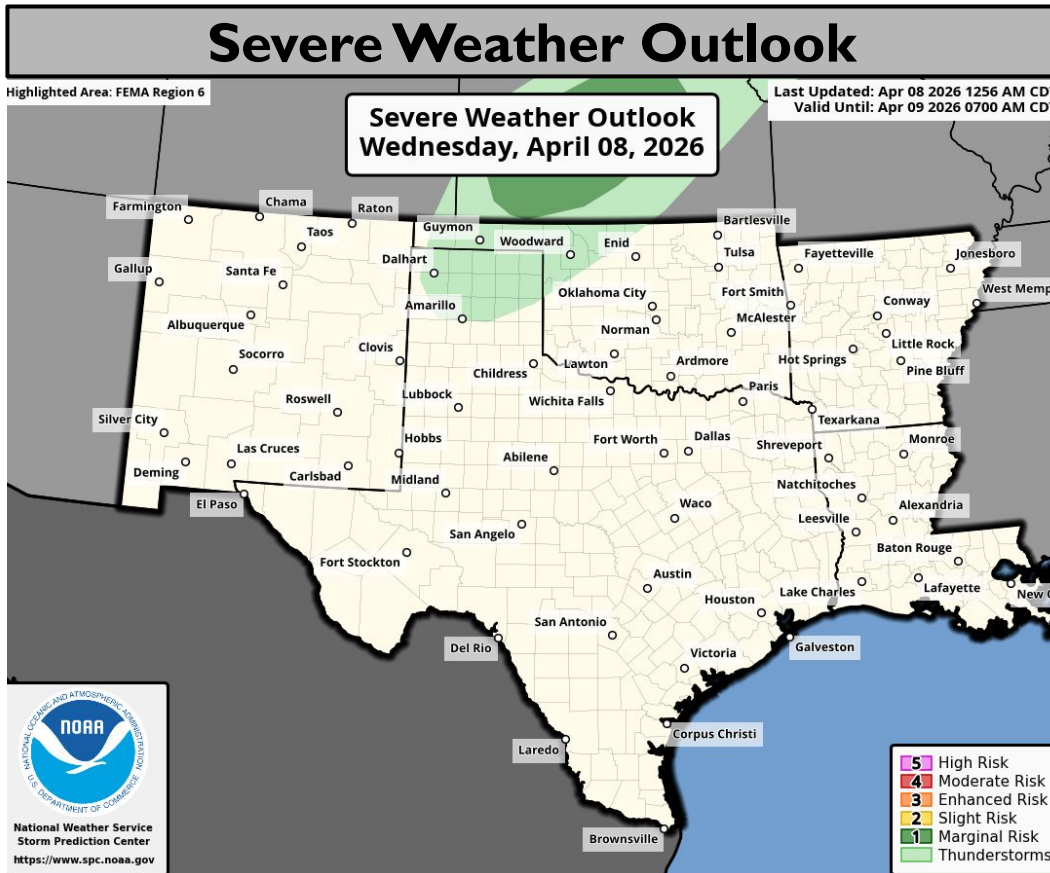 Severe Weather Outlook
Highlighted Area: FEMA Region 6
Last Updated: Apr 08 2026 1256 AM CD
Valid Until: Apr 09 2026 0700 AM CD
Severe Weather Outlook
Wednesday, April 08, 2026
Farmington
Chama
Raton
Taos
Guymon
Woodward
Enid
Bartlesville
Tulsa
Fayetteville
Jonesboro
Gallup
Santa Fe
Dalhart
Amarillo
Oklahoma City
Fort Smith
West Memp
Albuquerque
Norman
McAlester
Conway
Little Rock
Socorro
Clovis
Childress
Lawton
Ardmore
Hot Springs
Pine Bluff
Roswell
Lubbock
Wichita Falls
Paris
Texarkana
Silver City
Las Cruces
Hobbs
Fort Worth
Dallas
Shreveport
Monroe
Deming
Carlsbad
Midland
Abilene
Natchitoches
El Paso
Waco
Alexandria
San Angelo
Leesville
Fort Stockton
Baton Rouge
Austin
Lake Charles
Lafayette
New O
Houston
San Antonio
Del Rio
Galveston
Victoria
Laredo
Corpus Christi
Brownsville
NATIONAL OCEANIC AND ATMOSPHERIC ADMINISTRATION
NOAA
U.S. DEPARTMENT OF COMMERCE
National Weather Service
Storm Prediction Center
https://www.spc.noaa.gov
5 High Risk
4 Moderate Risk
3 Enhanced Risk
2 Slight Risk
1 Marginal Risk
Thunderstorms